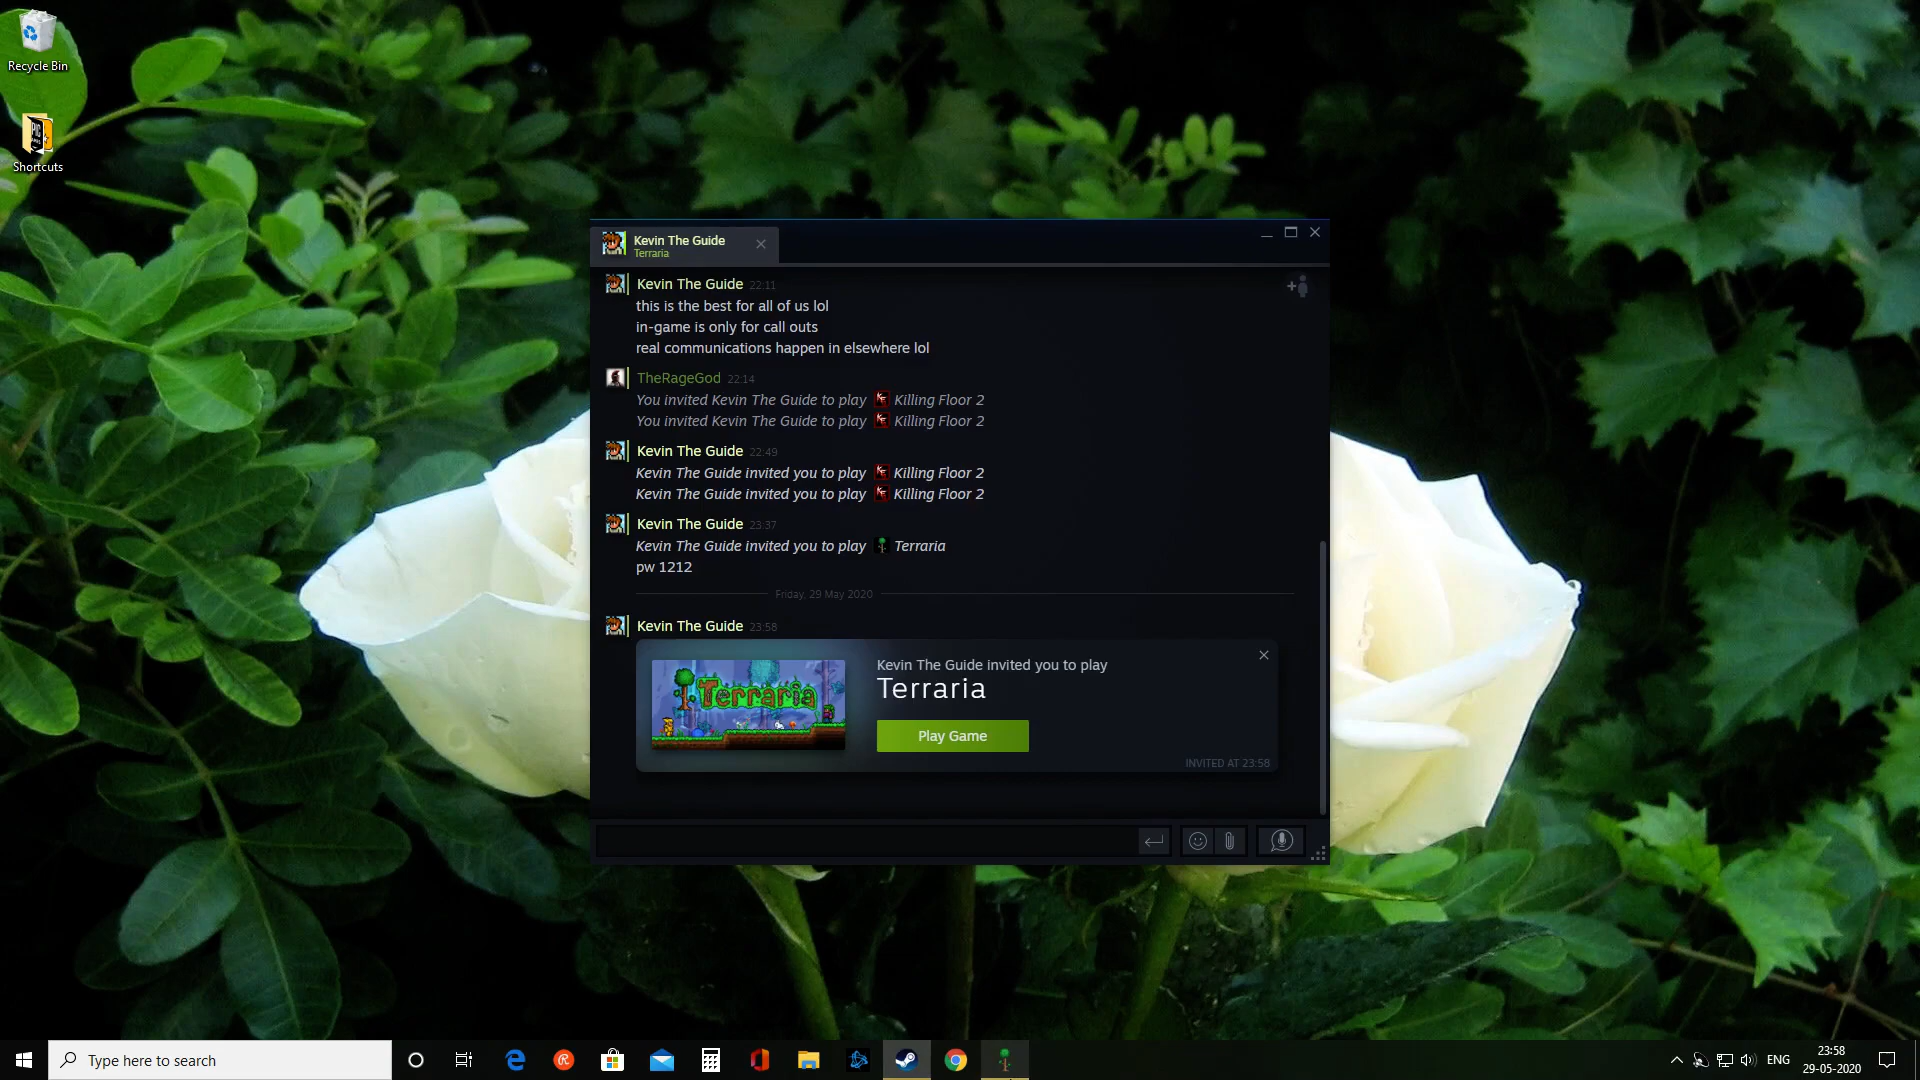 Recycle Bin
Shortcuts
Kevin The Guide
Terraria
Kevin The Guide 22:11
this is the best for all of us lol
in-game is only for call outs
real communications happen in elsewhere lol
TheRageGod 22:14
You invited Kevin The Guide to play Killing Floor 2
You invited Kevin The Guide to play Killing Floor 2
Kevin The Guide 22:49
Kevin The Guide invited you to play Killing Floor 2
Kevin The Guide invited you to play Killing Floor 2
Kevin The Guide 23:37
Kevin The Guide invited you to play Terraria
pw 1212
Friday, 29 May 2020
Kevin The Guide 23:58
Terraria
Kevin The Guide invited you to play
Terraria
Play Game
INVITED AT 23:58
Type here to search
ENG
23:58
29-05-2020